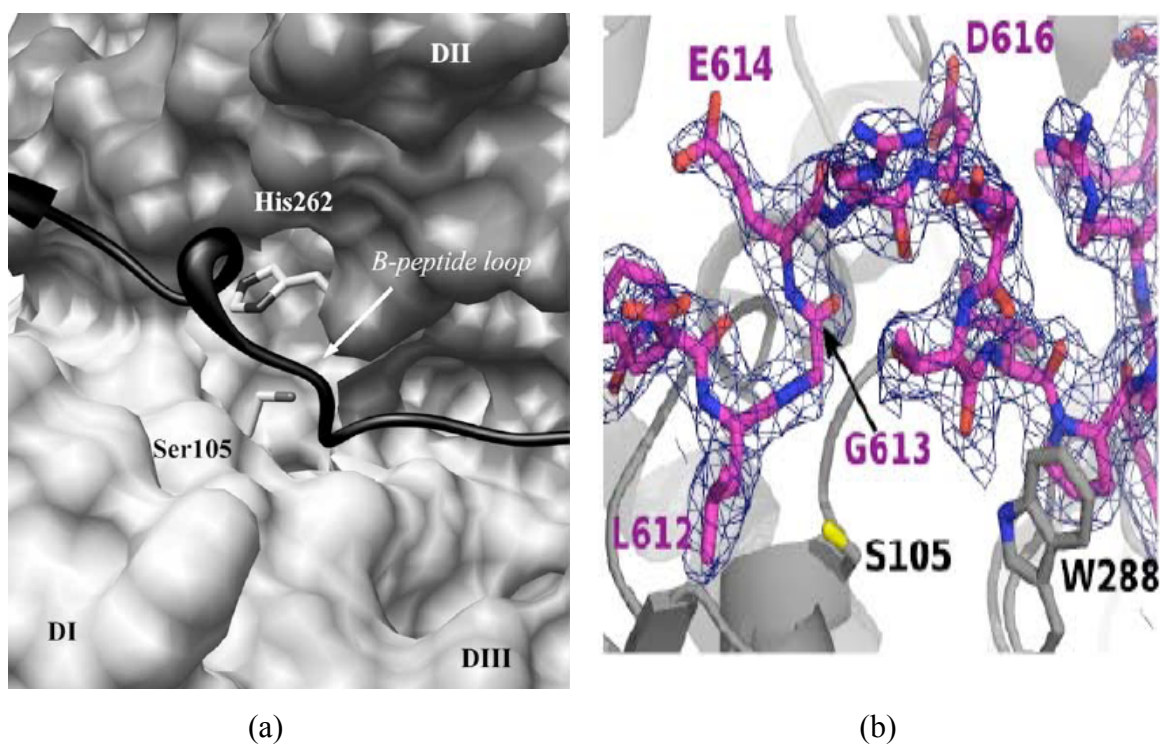 DII
His262
B-peptide loop
Ser105
DI
DIII
(a)
E614
D616
G613
L612
S105
W288
(b)